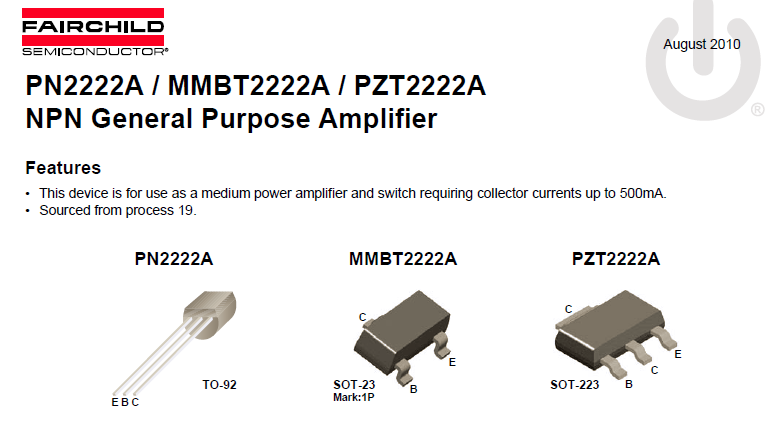 FAIRCHILD
SEMICONDUCTOR®
August 2010
®
PN2222A / MMBT2222A / PZT2222A
NPN General Purpose Amplifier
Features
• This device is for use as a medium power amplifier and switch requiring collector currents up to 500mA.
• Sourced from process 19.
PN2222A
MMBT2222A
PZT2222A
E B C
TO-92
C
E
B
SOT-23
Mark:1P
C
E
C
B
SOT-223